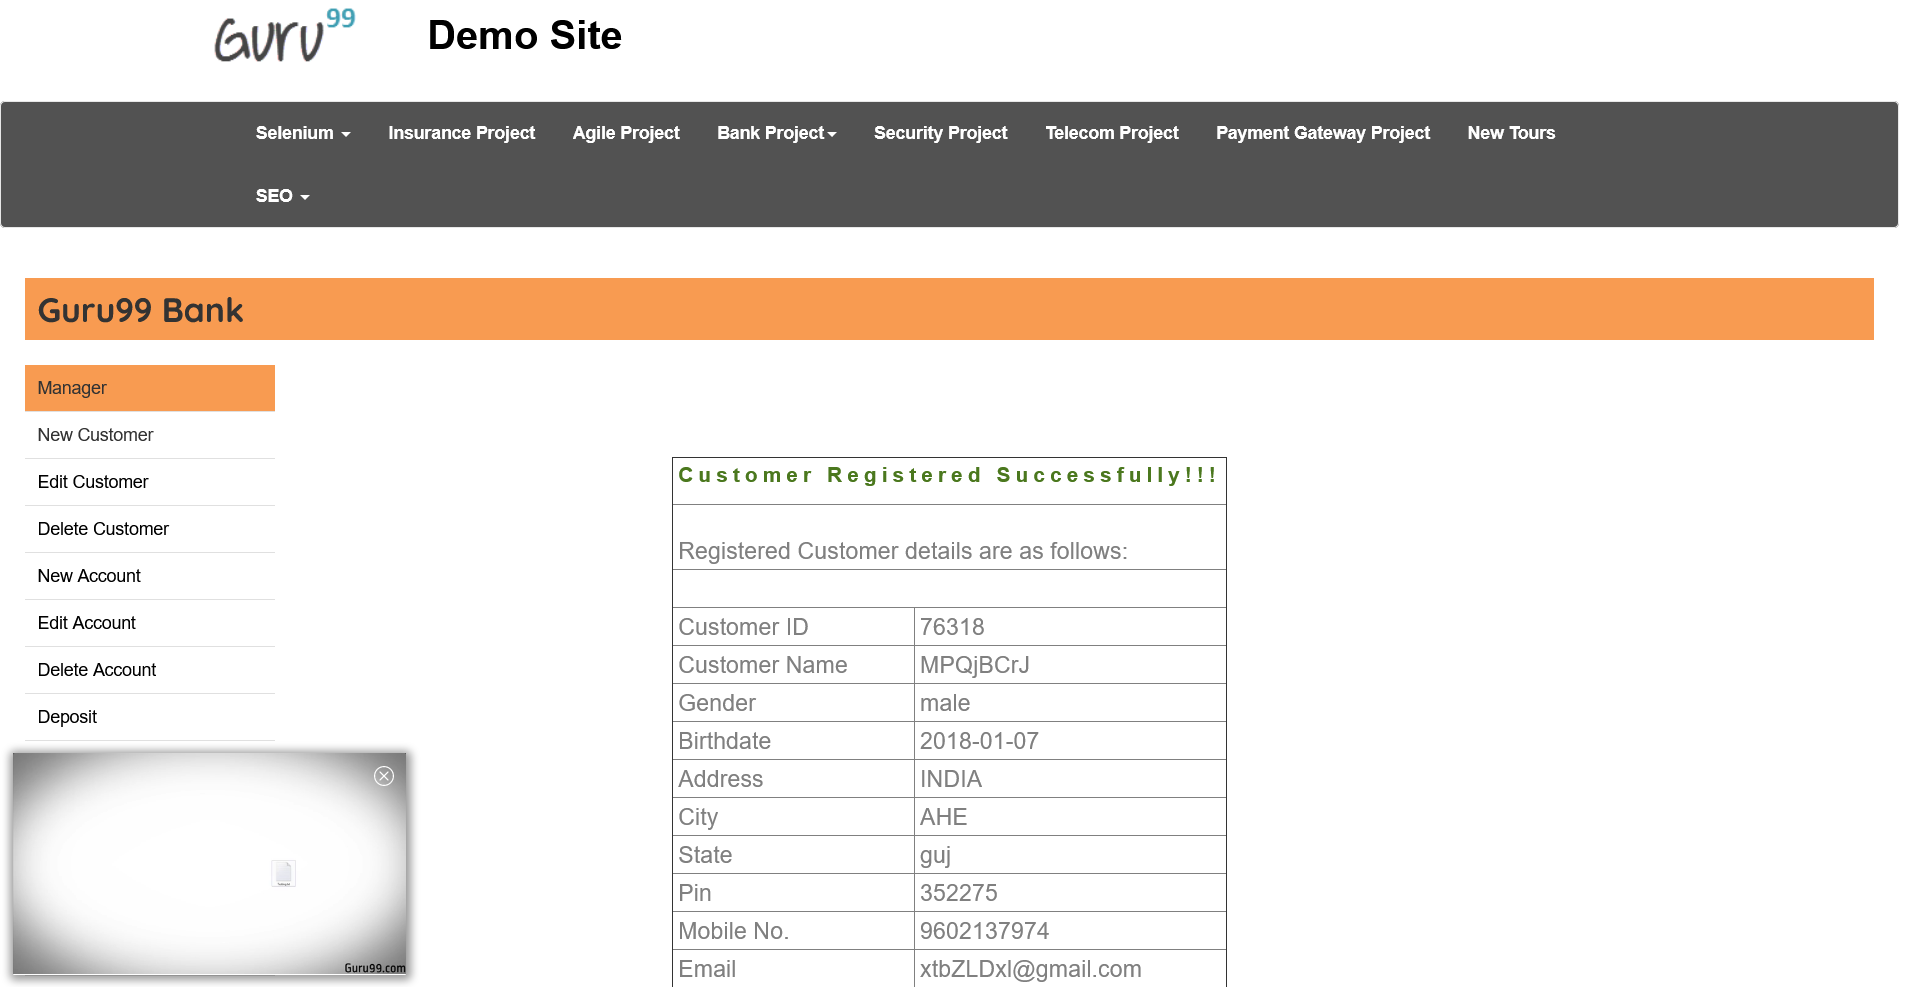 Guru99
Demo Site
Selenium Insurance Project Agile Project Bank Project Security Project Telecom Project Payment Gateway Project New Tours
SEO
Guru99 Bank
Manager
New Customer
Edit Customer
Delete Customer
New Account
Edit Account
Delete Account
Deposit
Guru99.com
Customer Registered Successfully!!!
Registered Customer details are as follows:
Customer ID 76318
Customer Name MPQjBCrJ
Gender male
Birthdate 2018-01-07
Address INDIA
City AHE
State guj
Pin 352275
Mobile No. 9602137974
Email xtbZLDxl@gmail.com